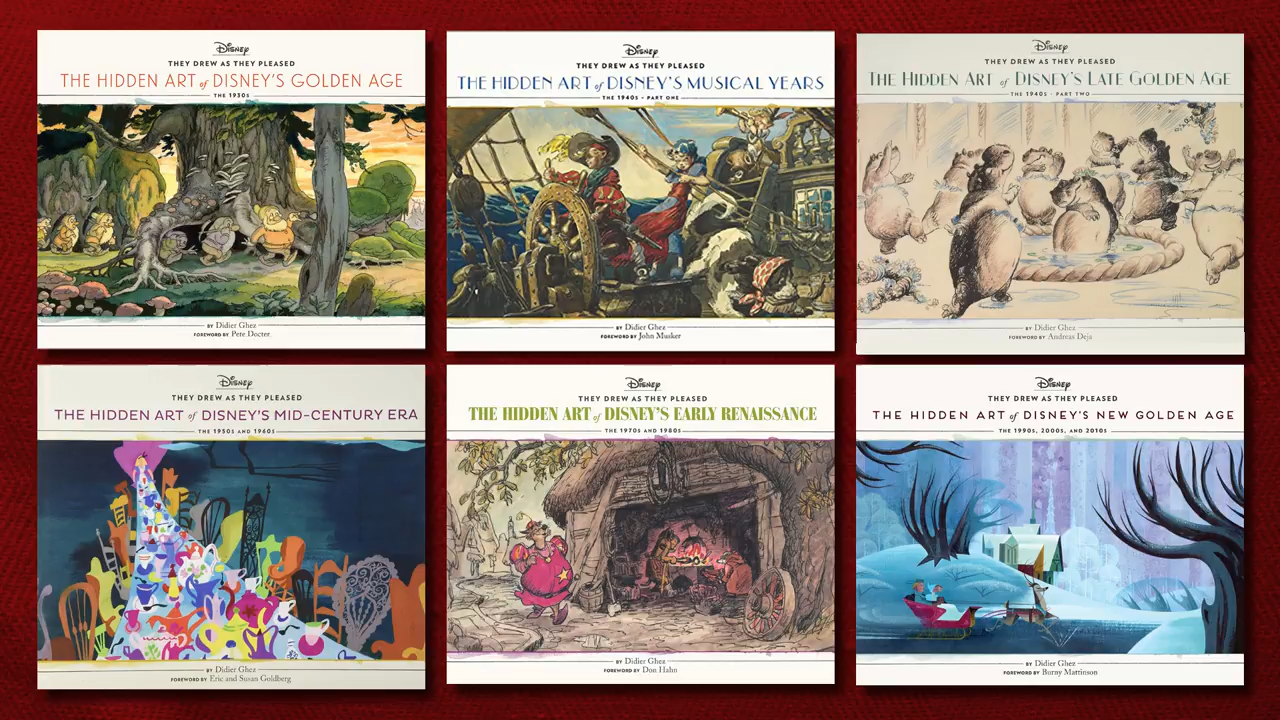 Disney
THEY DREW AS THEY PLEASED
THE HIDDEN ART of DISNEY'S GOLDEN AGE
THE 1930s
BY Didier Ghez
FOREWORD BY Pete Docter
Disney
THEY DREW AS THEY PLEASED
THE HIDDEN ART of DISNEY'S MUSICAL YEARS
THE 1940s - PART ONE
BY Didier Ghez
FOREWORD BY John Musker
Disney
THEY DREW AS THEY PLEASED
THE HIDDEN ART of DISNEY'S LATE GOLDEN AGE
THE 1940s - PART TWO
BY Didier Ghez
FOREWORD BY Andreas Deja
Disney
THEY DREW AS THEY PLEASED
THE HIDDEN ART of DISNEY'S MID-CENTURY ERA
THE 1950s AND 1960s
BY Didier Ghez
FOREWORD BY Eric and Susan Goldberg
Disney
THEY DREW AS THEY PLEASED
THE HIDDEN ART of DISNEY'S EARLY RENAISSANCE
THE 1970s AND 1980s
BY Didier Ghez
FOREWORD BY Don Hahn
Disney
THEY DREW AS THEY PLEASED
THE HIDDEN ART of DISNEY'S NEW GOLDEN AGE
THE 1990s, 2000s, AND 2010s
BY Didier Ghez
FOREWORD BY Burny Mattinson